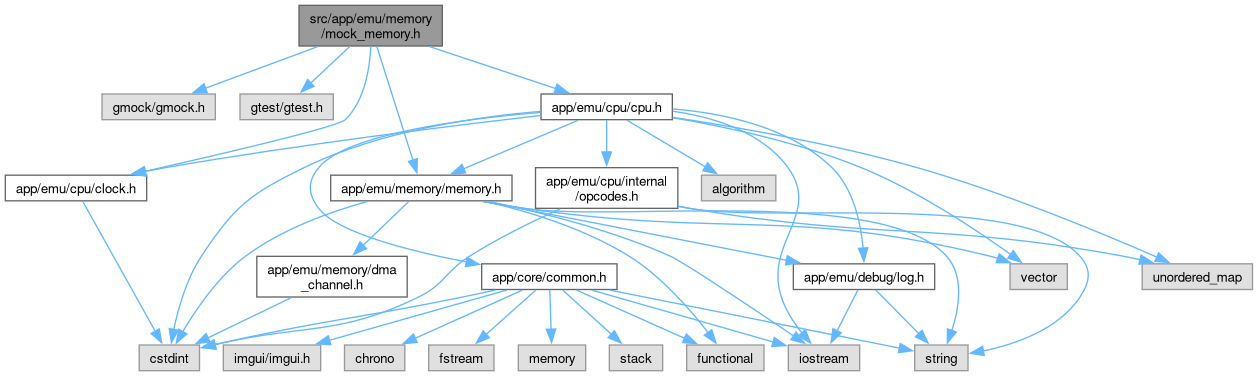 src/app/emu/memory
/mock_memory.h
gmock/gmock.h
gtest/gtest.h
app/emu/cpu/cpu.h
app/emu/cpu/clock.h
app/emu/memory/memory.h
app/emu/cpu/internal
/opcodes.h
algorithm
app/emu/memory/dma
_channel.h
app/core/common.h
app/emu/debug/log.h
vector
unordered_map
cstdint
imgui/imgui.h
chrono
fstream
memory
stack
functional
iostream
string